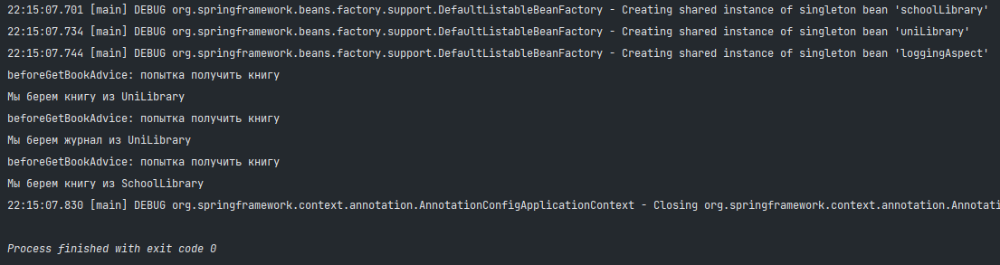 22:15:07.701 [main] DEBUG org.springframework.beans.factory.support.DefaultListableBeanFactory - Creating shared instance of singleton bean 'schoolLibrary'
22:15:07.734 [main] DEBUG org.springframework.beans.factory.support.DefaultListableBeanFactory - Creating shared instance of singleton bean 'uniLibrary'
22:15:07.744 [main] DEBUG org.springframework.beans.factory.support.DefaultListableBeanFactory - Creating shared instance of singleton bean 'loggingAspect'
beforeGetBookAdvice: попытка получить книгу
Мы берем книгу из UniLibrary
beforeGetBookAdvice: попытка получить книгу
Мы берем журнал из UniLibrary
beforeGetBookAdvice: попытка получить книгу
Мы берем книгу из SchoolLibrary
22:15:07.830 [main] DEBUG org.springframework.context.annotation.AnnotationConfigApplicationContext - Closing org.springframework.context.annotation.Annotati
Process finished with exit code 0